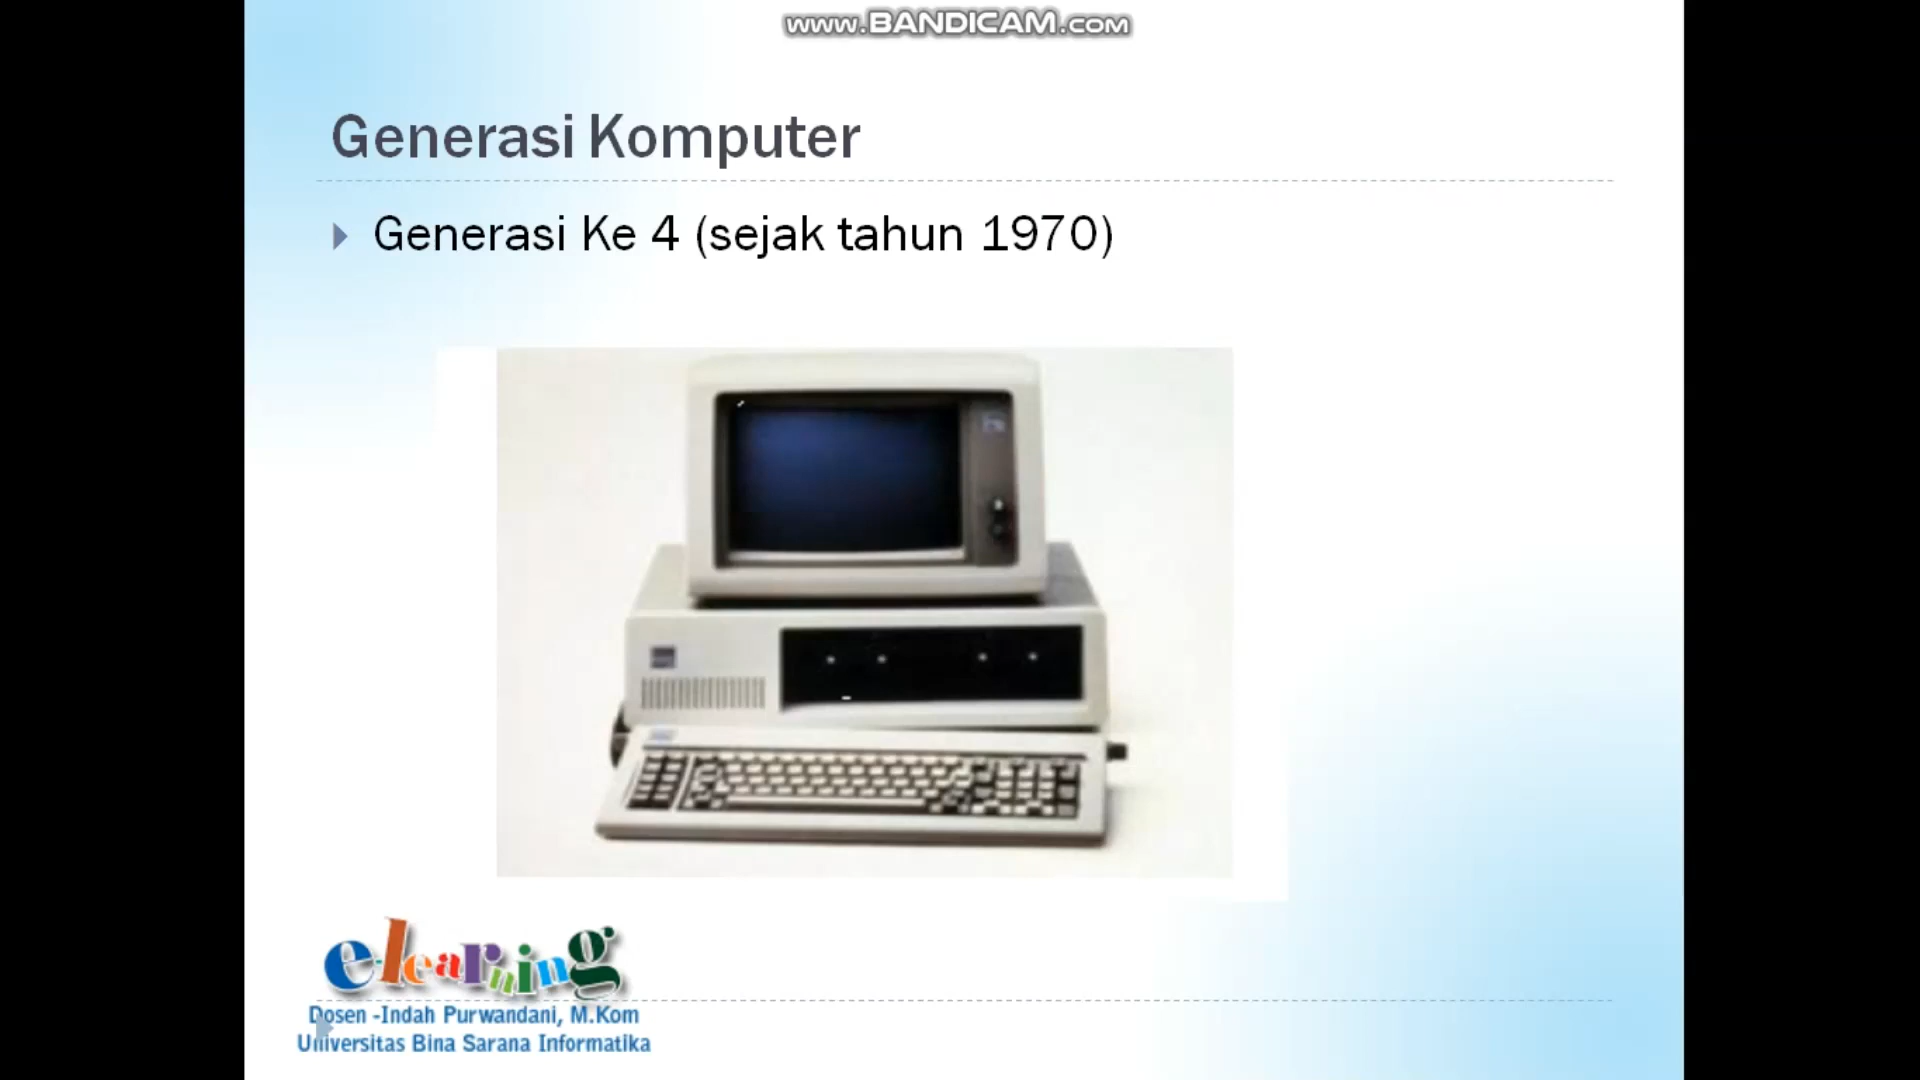 www.BANDICAM.com
Generasi Komputer
Generasi Ke 4 (sejak tahun 1970)
e-learning
Dosen -Indah Purwandani, M.Kom
Universitas Bina Sarana Informatika